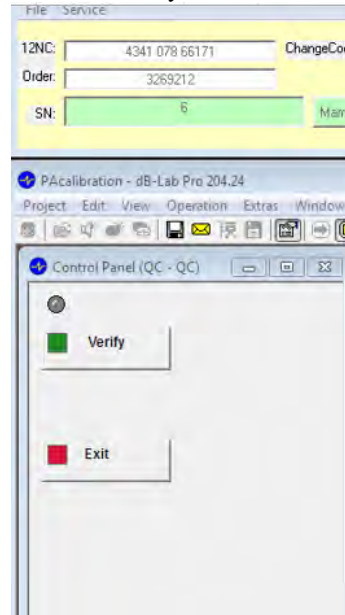 File Service
12NC: 4341 078 66171 ChangeCo
Order: 3269212
SN: 6 Man
PAcalibration - dB-Lab Pro 204.24
Project Edit View Operation Extras Window
Control Panel (QC - QC)
Verify
Exit